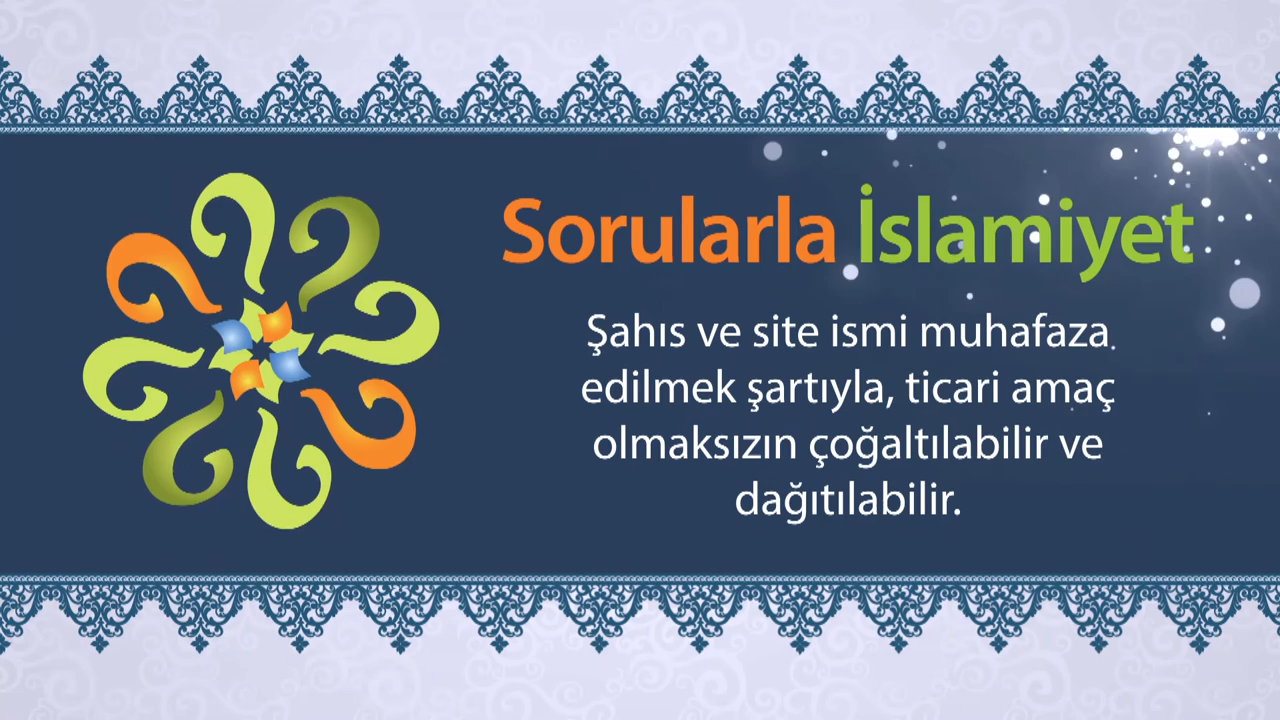 Sorularla İslamiyet
Şahıs ve site ismi muhafaza
edilmek şartıyla, ticari amaç
olmaksızın çoğaltılabilir ve
dağıtılabilir.